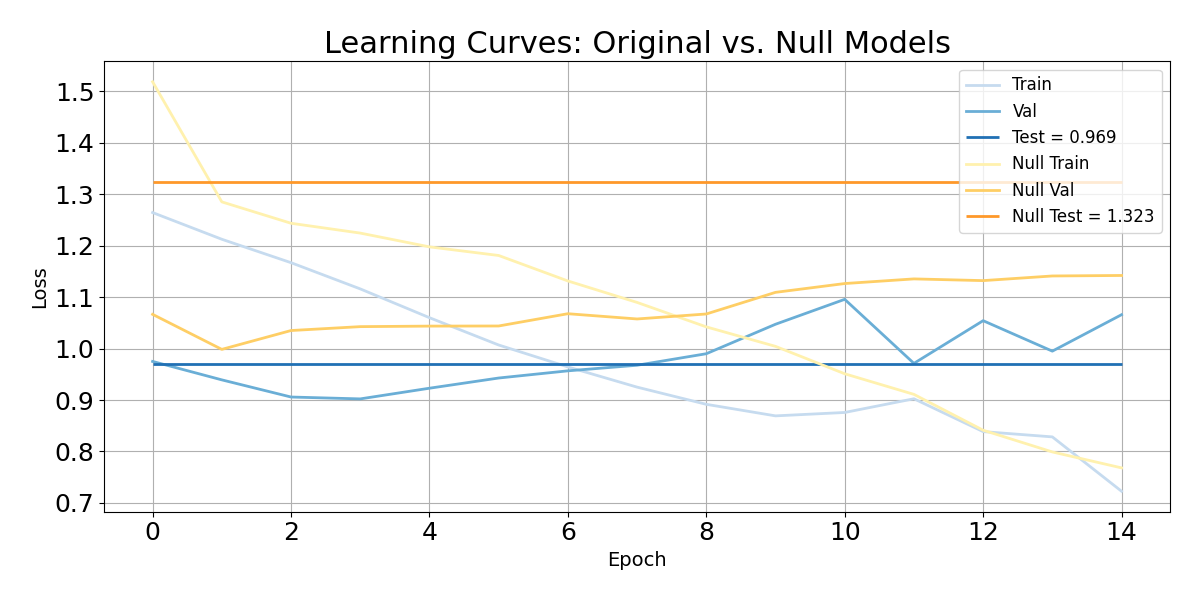 Learning Curves: Original vs. Null Models
Train
Val
Test = 0.969
Null Train
Null Val
Null Test = 1.323
Loss
1.5
1.4
1.3
1.2
1.1
1.0
0.9
0.8
0.7
0 2 4 6 8 10 12 14
Epoch